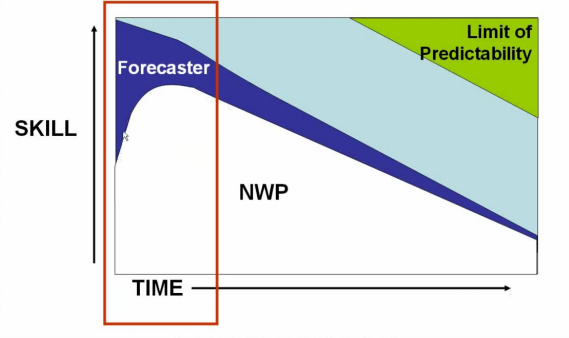 Limit of
Predictability
Forecaster
SKILL
NWP
TIME